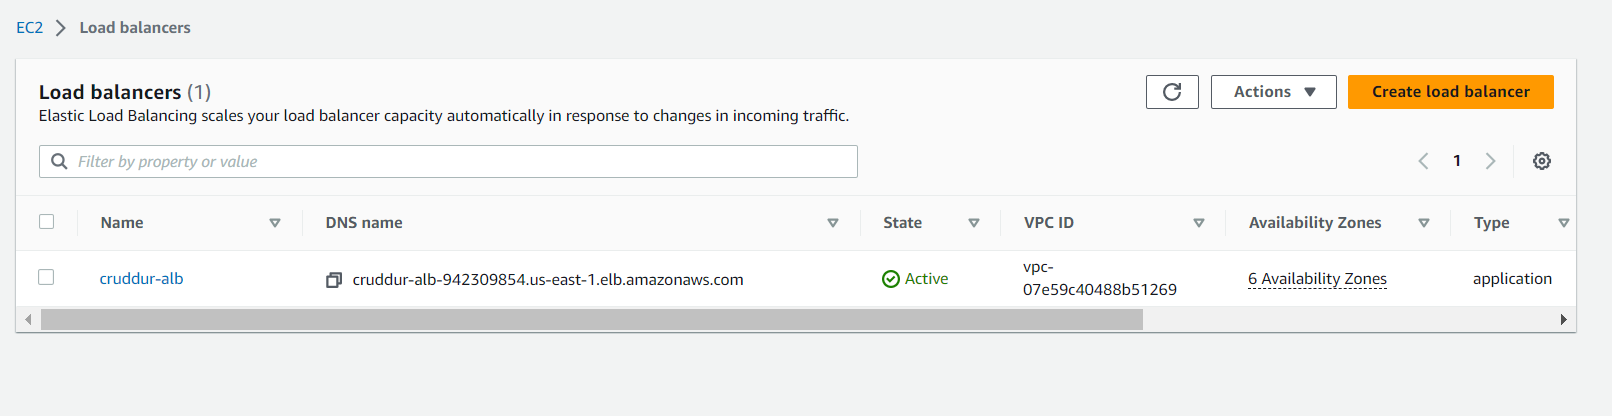 EC2 > Load balancers
Load balancers (1)
Actions
Create load balancer
Elastic Load Balancing scales your load balancer capacity automatically in response to changes in incoming traffic.
Filter by property or value
1
Name DNS name State VPC ID Availability Zones Type
cruddur-alb cruddur-alb-942309854.us-east-1.elb.amazonaws.com Active vpc-
07e59c40488b51269 6 Availability Zones application